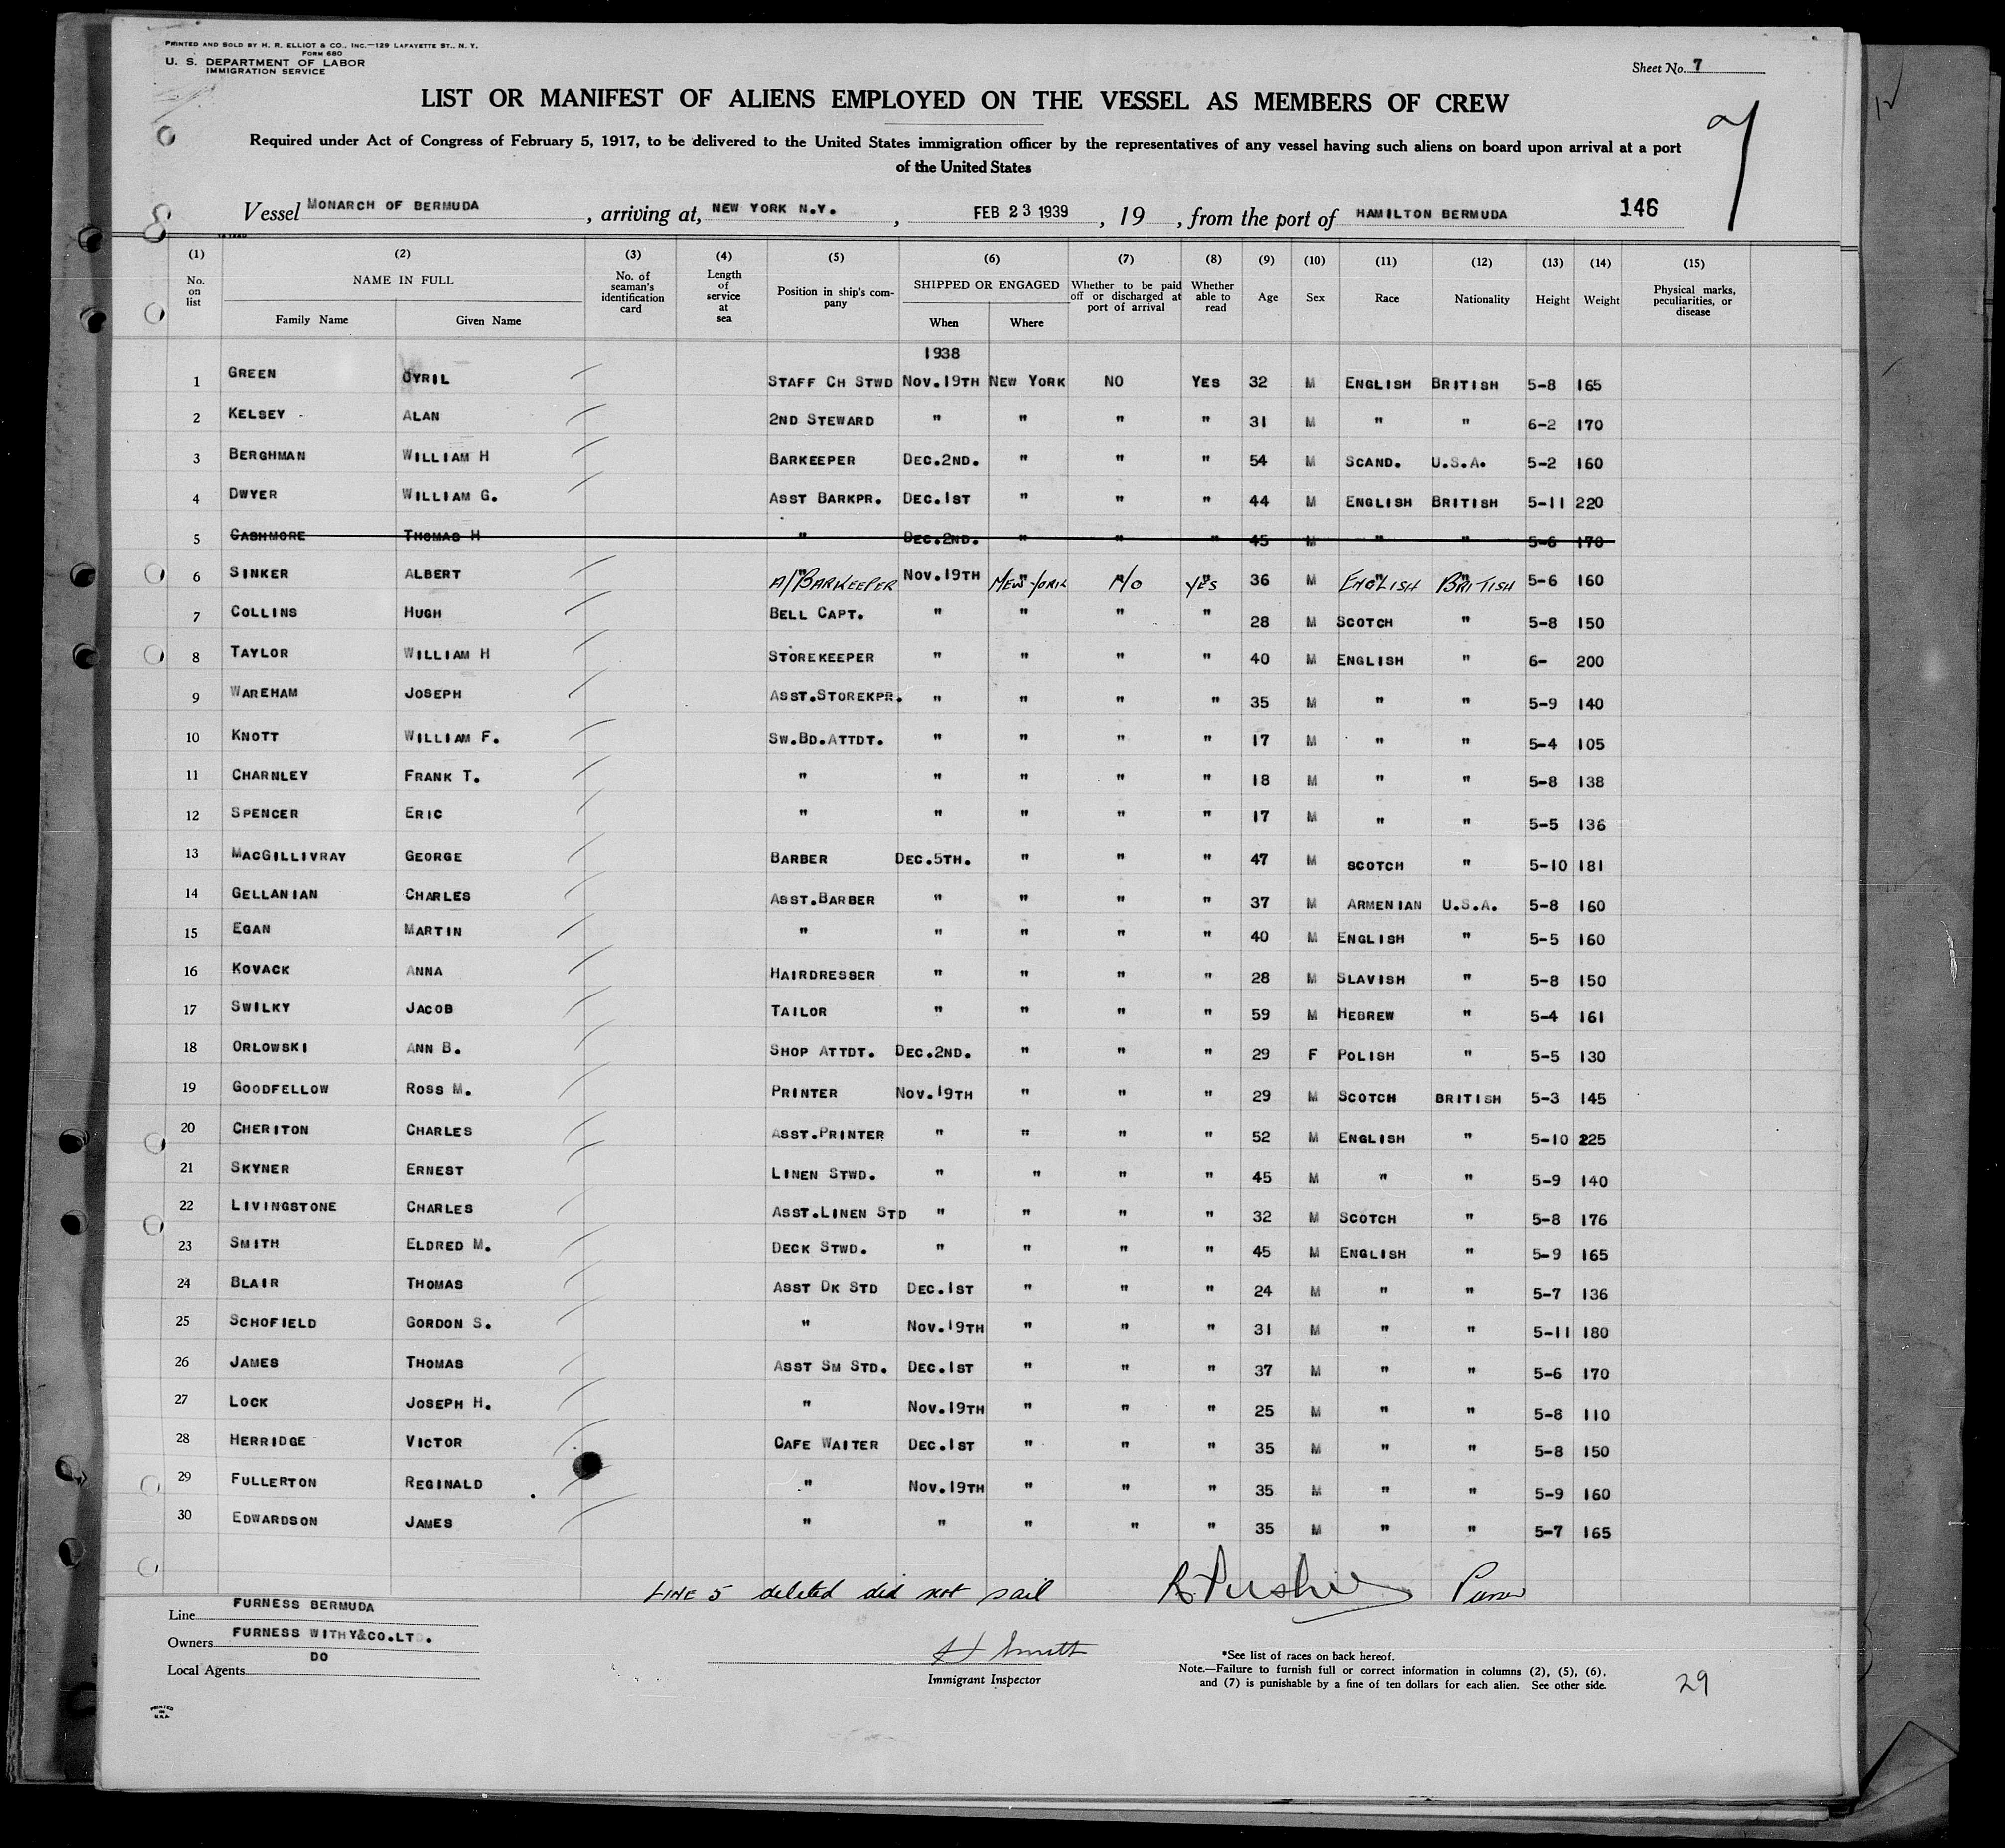 PRINTED AND SOLD BY H. R. ELLIOT & CO., INC.—129 LAFAYETTE ST., N. Y.
FORM 680
U. S. DEPARTMENT OF LABOR
IMMIGRATION SERVICE
Sheet No. 7
7
LIST OR MANIFEST OF ALIENS EMPLOYED ON THE VESSEL AS MEMBERS OF CREW
Required under Act of Congress of February 5, 1917, to be delivered to the United States immigration officer by the representatives of any vessel having such aliens on board upon arrival at a port
of the United States
Vessel MONARCH OF BERMUDA, arriving at, NEW YORK N.Y., FEB 23 1939, 19, from the port of HAMILTON BERMUDA 146
(1) (2) (3) (4) (5) (6) (7) (8) (9) (10) (11) (12) (13) (14) (15)
No. on list NAME IN FULL Family Name Given Name No. of seaman's identification card Length of service at sea Position in ship's company SHIPPED OR ENGAGED When Where Whether to be paid off or discharged at port of arrival Whether able to read Age Sex Race Nationality Height Weight Physical marks, peculiarities, or disease
1938
1 GREEN CYRIL STAFF CH STWD NOV.19TH NEW YORK NO YES 32 M ENGLISH BRITISH 5-8 165
2 KELSEY ALAN 2ND STEWARD " " " " 31 M " " 6-2 170
3 BERGHMAN WILLIAM H BARKEEPER DEC.2ND. " " " 54 M SCAND. U.S.A. 5-2 160
4 DWYER WILLIAM G. ASST BARKPR. DEC.1ST " " " 44 M ENGLISH BRITISH 5-11 220
5 CASHMORE THOMAS H " DEC.2ND. " " " 45 M " " 5-6 170
6 SINKER ALBERT A/BARKEEPER NOV.19TH NEW YORK NO YES 36 M ENGLISH BRITISH 5-6 160
7 COLLINS HUGH BELL CAPT. " " " " 28 M SCOTCH " 5-8 150
8 TAYLOR WILLIAM H STOREKEEPER " " " " 40 M ENGLISH " 6- 200
9 WAREHAM JOSEPH ASST.STOREKPR. " " " " 35 M " " 5-9 140
10 KNOTT WILLIAM F. SW.BD.ATTDT. " " " " 17 M " " 5-4 105
11 CHARNLEY FRANK T. " " " " " 18 M " " 5-8 138
12 SPENCER ERIC " " " " " 17 M " " 5-5 136
13 MACGILLIVRAY GEORGE BARBER DEC.5TH. " " " 47 M SCOTCH " 5-10 181
14 GELLANIAN CHARLES ASST.BARBER " " " " 37 M ARMENIAN U.S.A. 5-8 160
15 EGAN MARTIN " " " " " 40 M ENGLISH " 5-5 160
16 KOVACK ANNA HAIRDRESSER " " " " 28 M SLAVISH " 5-8 150
17 SWILKY JACOB TAILOR " " " " 59 M HEBREW " 5-4 161
18 ORLOWSKI ANN B. SHOP ATTDT. DEC.2ND. " " " 29 F POLISH " 5-5 130
19 GOODFELLOW ROSS M. PRINTER NOV.19TH " " " 29 M SCOTCH BRITISH 5-3 145
20 CHERITON CHARLES ASST.PRINTER " " " " 52 M ENGLISH " 5-10 225
21 SKYNER ERNEST LINEN STWD. " " " " 45 M " " 5-9 140
22 LIVINGSTONE CHARLES ASST.LINEN STD " " " " 32 M SCOTCH " 5-8 176
23 SMITH ELDRED M. DECK STWD. " " " " 45 M ENGLISH " 5-9 165
24 BLAIR THOMAS ASST DK STD DEC.1ST " " " 24 M " " 5-7 136
25 SCHOFIELD GORDON S. " NOV.19TH " " " 31 M " " 5-11 180
26 JAMES THOMAS ASST SM STD. DEC.1ST " " " 37 M " " 5-6 170
27 LOCK JOSEPH H. " NOV.19TH " " " 25 M " " 5-8 110
28 HERRIDGE VICTOR CAFE WAITER DEC.1ST " " " 35 M " " 5-8 150
29 FULLERTON REGINALD " NOV.19TH " " " 35 M " " 5-9 160
30 EDWARDSON JAMES " " " " " 35 M " " 5-7 165
LINE 5 deleted did not sail Purser
Line FURNESS BERMUDA
Owners FURNESS WITHY&CO.LTD.
Local Agents DO
H Smith
Immigrant Inspector
*See list of races on back hereof.
Note.—Failure to furnish full or correct information in columns (2), (5), (6),
and (7) is punishable by a fine of ten dollars for each alien. See other side.
29
PRINTED IN U.S.A.